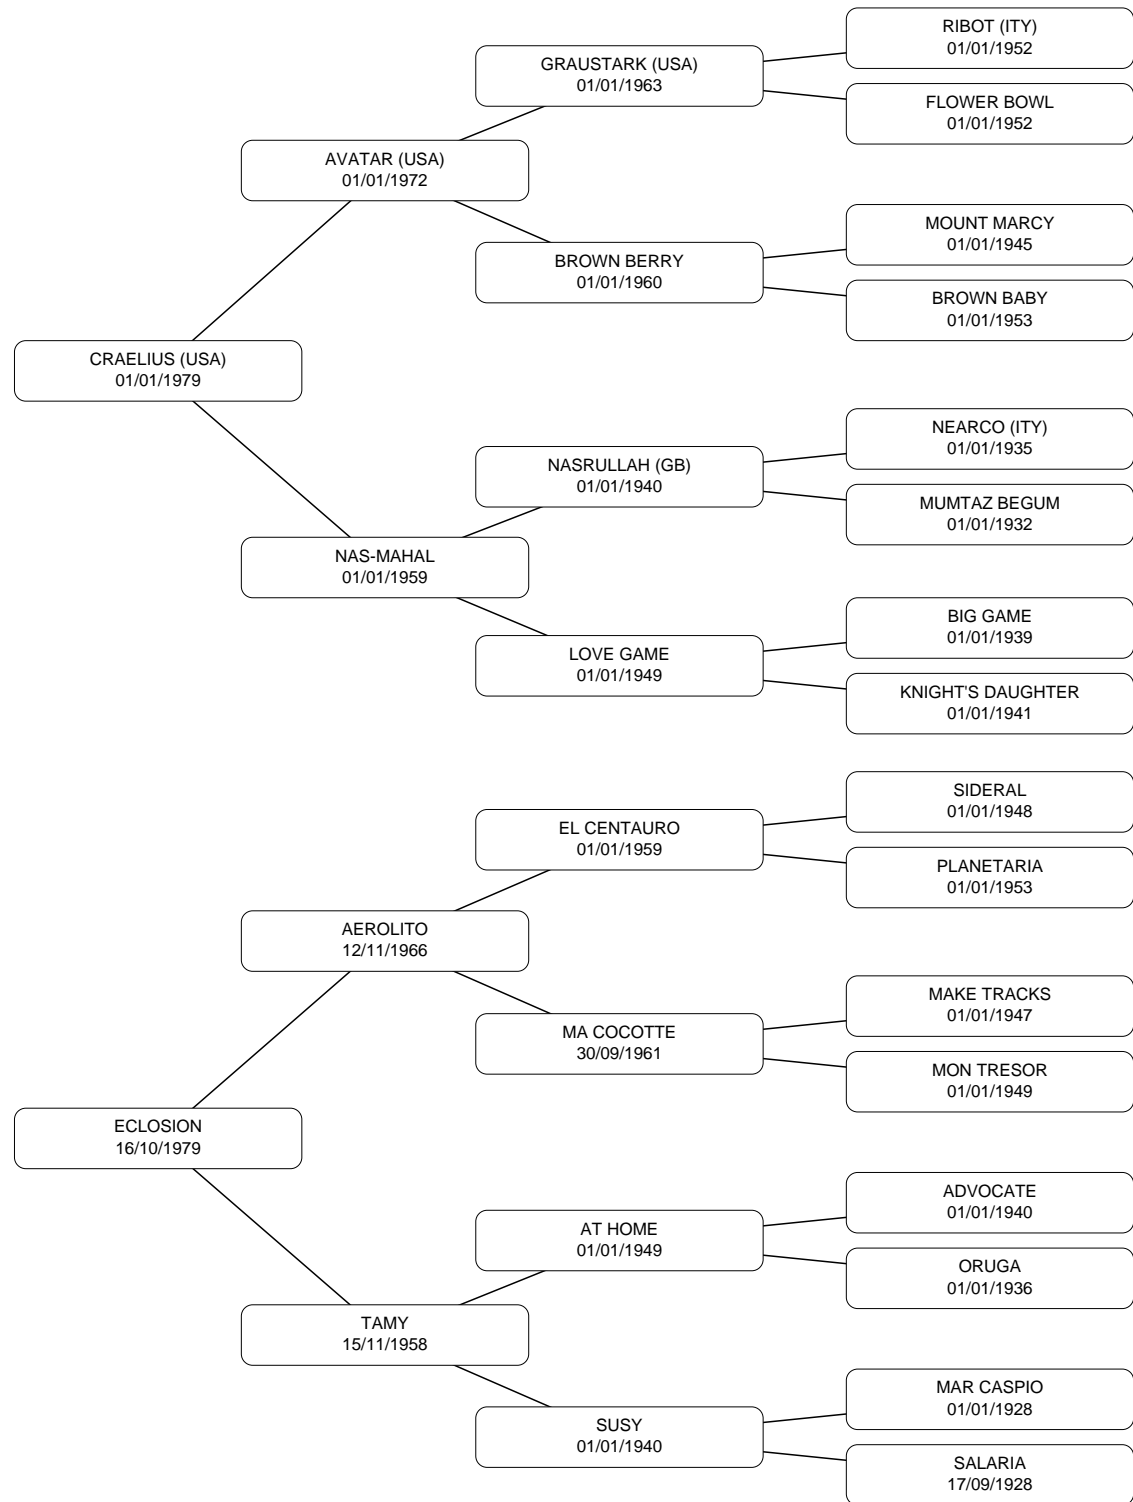 RIBOT (ITY)
01/01/1952
GRAUSTARK (USA)
01/01/1963
FLOWER BOWL
01/01/1952
AVATAR (USA)
01/01/1972
MOUNT MARCY
01/01/1945
BROWN BERRY
01/01/1960
BROWN BABY
01/01/1953
CRAELIUS (USA)
01/01/1979
NEARCO (ITY)
01/01/1935
NASRULLAH (GB)
01/01/1940
MUMTAZ BEGUM
01/01/1932
NAS-MAHAL
01/01/1959
BIG GAME
01/01/1939
LOVE GAME
01/01/1949
KNIGHT'S DAUGHTER
01/01/1941
SIDERAL
01/01/1948
EL CENTAURO
01/01/1959
PLANETARIA
01/01/1953
AEROLITO
12/11/1966
MAKE TRACKS
01/01/1947
MA COCOTTE
30/09/1961
MON TRESOR
01/01/1949
ECLOSION
16/10/1979
ADVOCATE
01/01/1940
AT HOME
01/01/1949
ORUGA
01/01/1936
TAMY
15/11/1958
MAR CASPIO
01/01/1928
SUSY
01/01/1940
SALARIA
17/09/1928